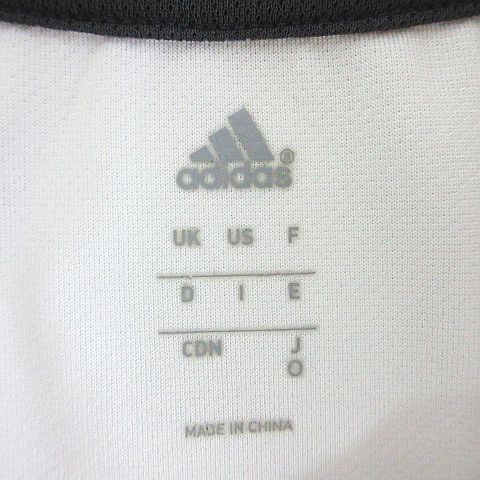 adidas®
UK US F
D I E
CDN J
O
MADE IN CHINA